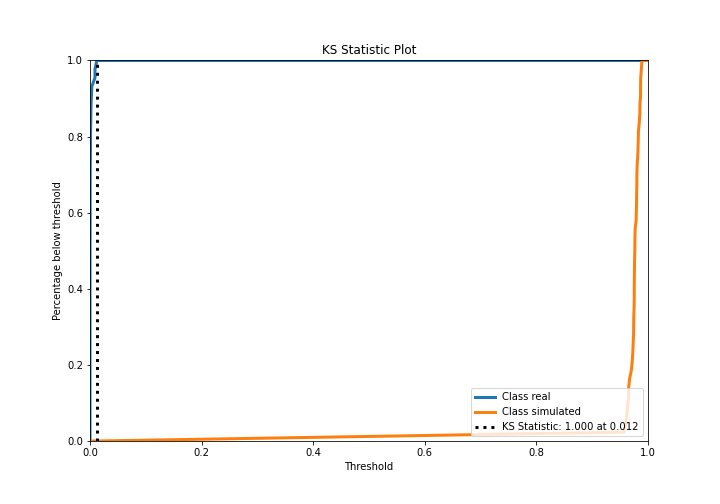 KS Statistic Plot
1.0
0.8
0.6
0.4
0.2
0.0
Percentage below threshold
0.0 0.2 0.4 0.6 0.8 1.0
Threshold
Class real
Class simulated
KS Statistic: 1.000 at 0.012